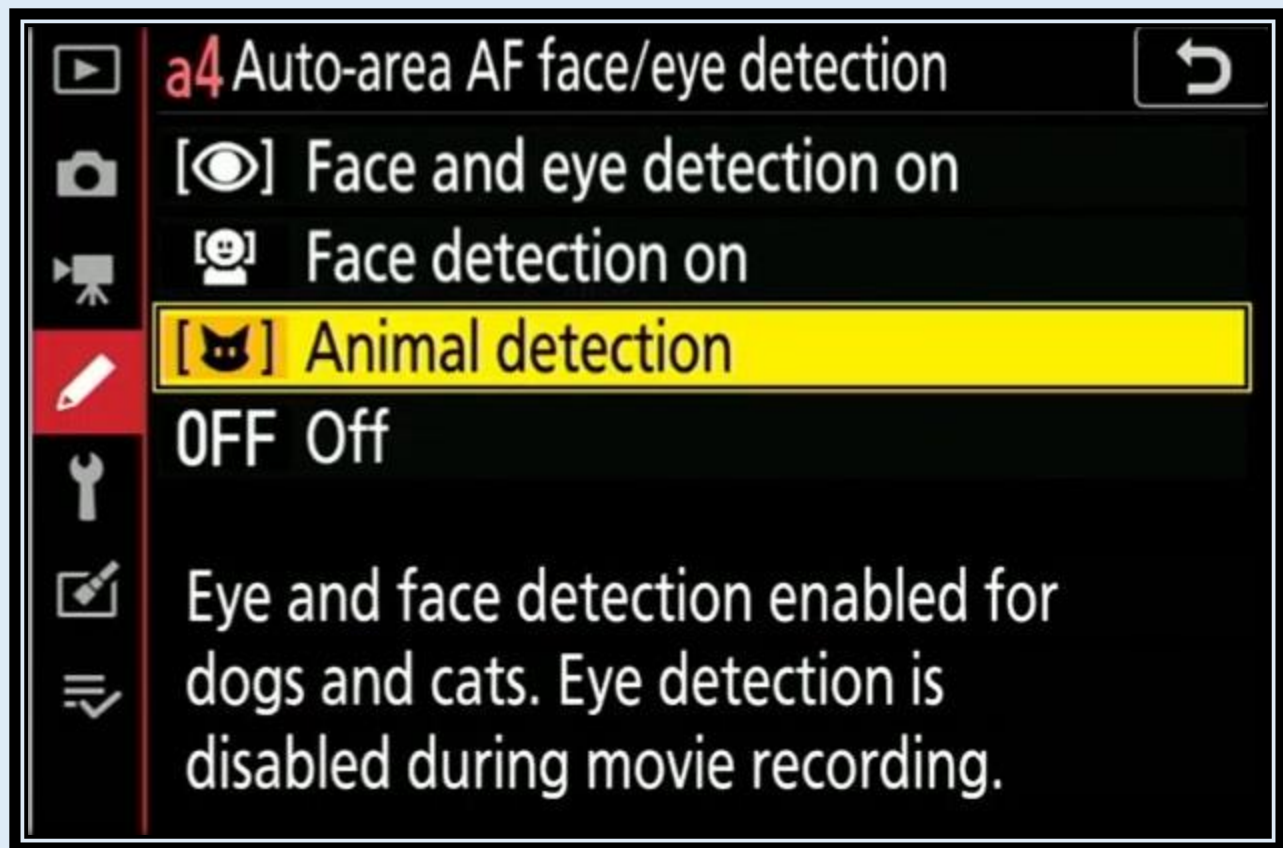 a4 Auto-area AF face/eye detection
Face and eye detection on
Face detection on
Animal detection
OFF Off
Eye and face detection enabled for
dogs and cats. Eye detection is
disabled during movie recording.